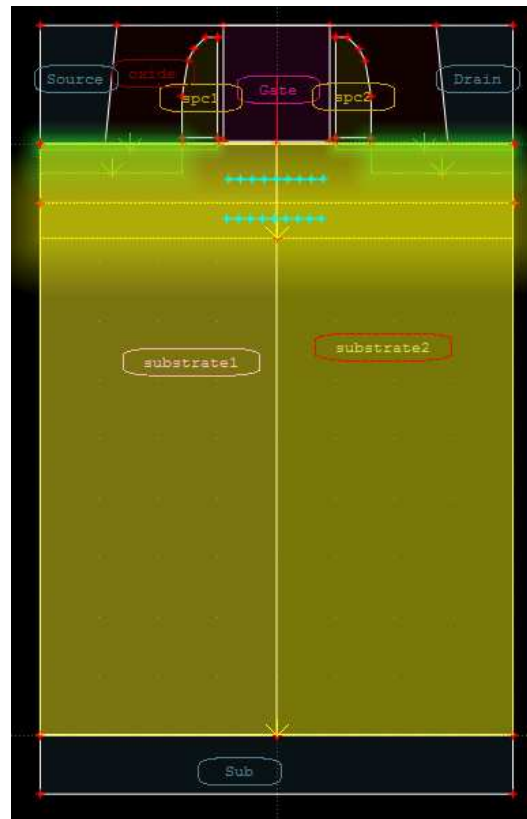 Source
oxide
spc1
Gate
spc2
Drain
substrate1
substrate2
Sub